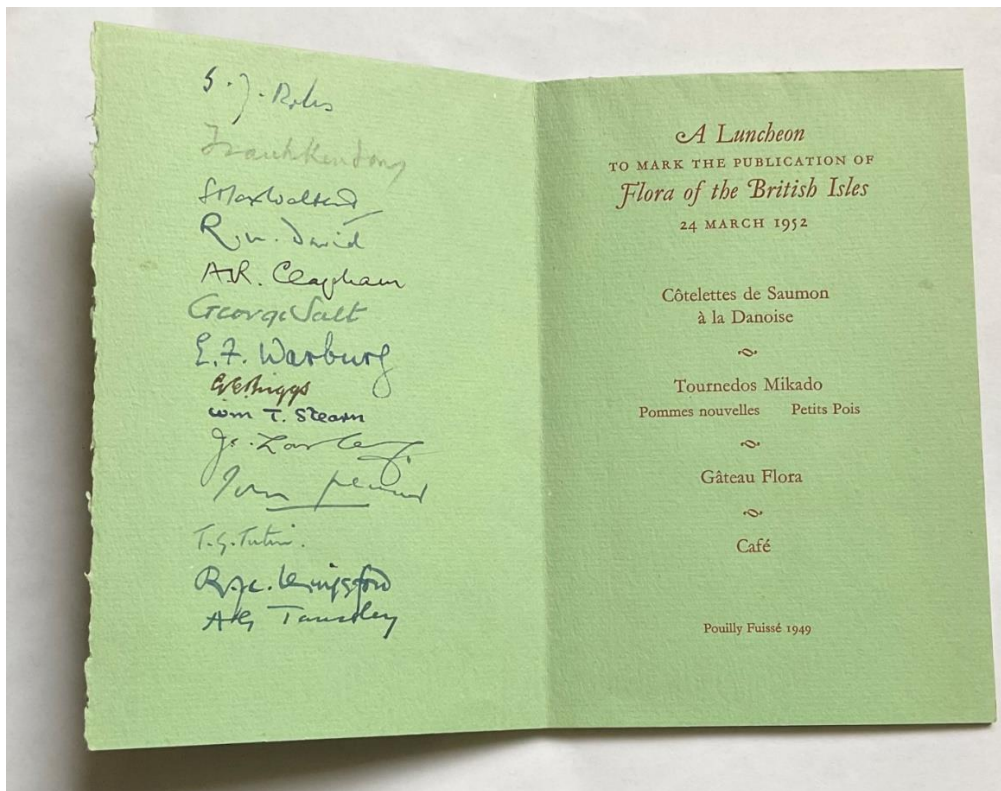 S. J. Roles
Frank Kendon
S Max Walters
R. W. David
A.R. Clapham
George Salt
E. F. Warburg
G E Briggs
Wm T. Stearn
T. G. Tutin.
R. J. L. Kingsford
A G Tansley
A Luncheon
TO MARK THE PUBLICATION OF
Flora of the British Isles
24 MARCH 1952
Côtelettes de Saumon
à la Danoise
Tournedos Mikado
Pommes nouvelles Petits Pois
Gâteau Flora
Café
Pouilly Fuissé 1949